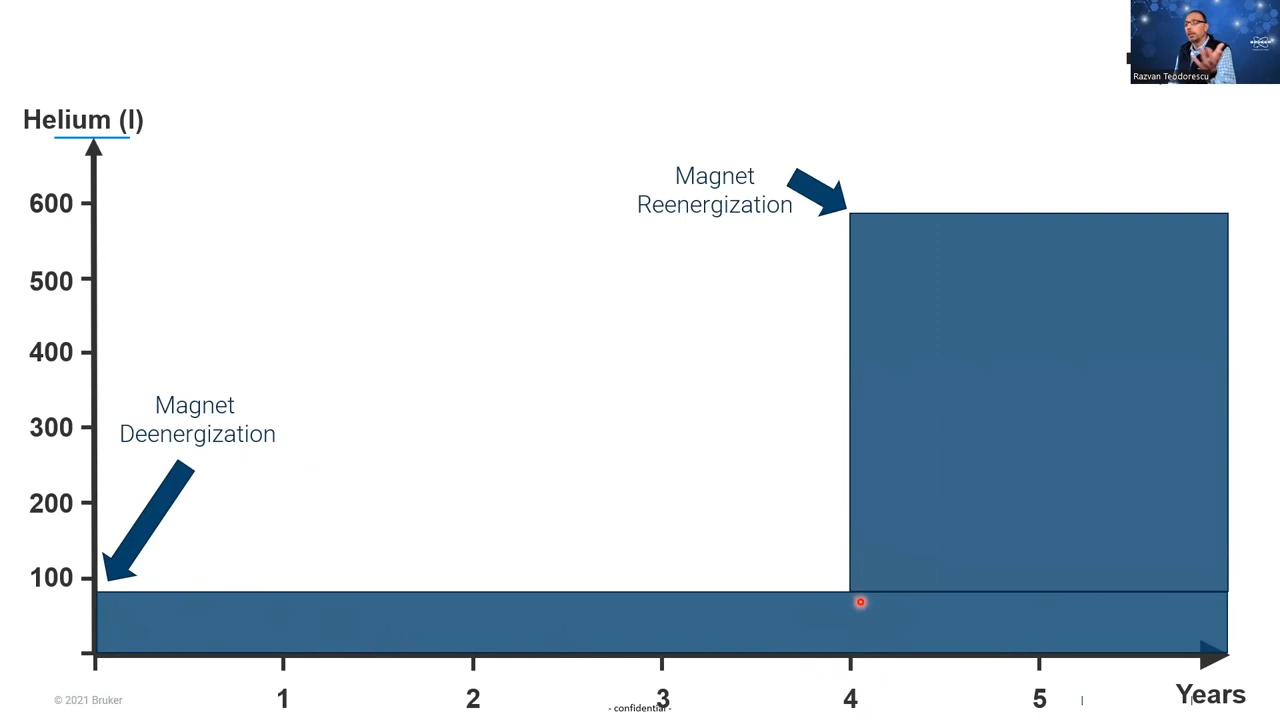 BRUKER
Razvan Teodorescu
Helium (l)
600
500
400
300
200
100
Magnet
Reenergization
Magnet
Deenergization
1
2
3
4
5
Years
© 2021 Bruker
- confidential -